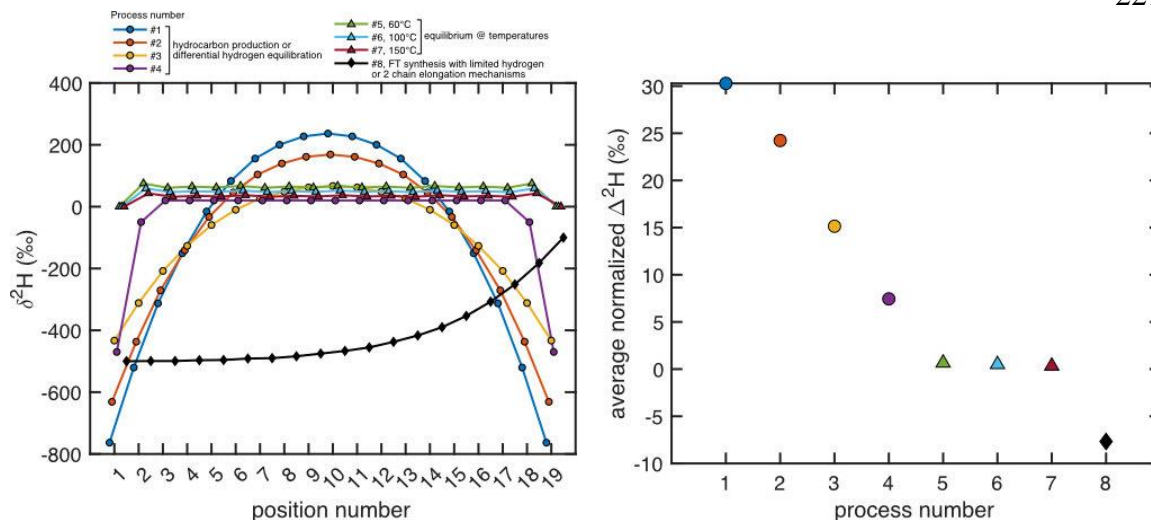 Process number
#1
#2
#3
#4
hydrocarbon production or
differential hydrogen equilibration
#5, 60°C
#6, 100°C
#7, 150°C
equilibrium @ temperatures
#8, FT synthesis with limited hydrogen
or 2 chain elongation mechanisms
400
200
0
-200
-400
-600
-800
δ²H (‰)
1 2 3 4 5 6 7 8 9 10 11 12 13 14 15 16 17 18 19
position number
30
25
20
15
10
5
0
-5
-10
average normalized Δ²H (‰)
1 2 3 4 5 6 7 8
process number